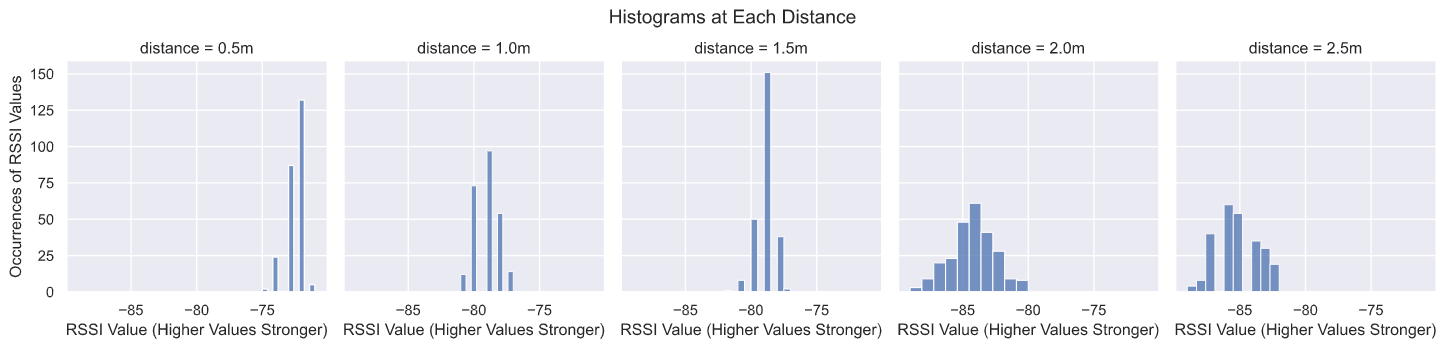 Histograms at Each Distance
distance = 0.5m
distance = 1.0m
distance = 1.5m
distance = 2.0m
distance = 2.5m
Occurrences of RSSI Values
150
125
100
75
50
25
0
−85 −80 −75
−85 −80 −75
−85 −80 −75
−85 −80 −75
−85 −80 −75
RSSI Value (Higher Values Stronger)
RSSI Value (Higher Values Stronger)
RSSI Value (Higher Values Stronger)
RSSI Value (Higher Values Stronger)
RSSI Value (Higher Values Stronger)